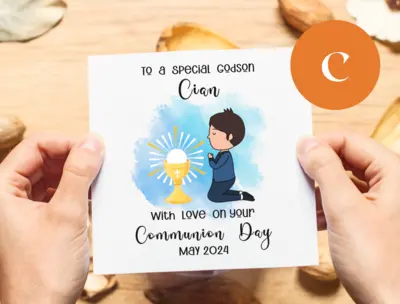 To a Special Godson
Cian
C
With Love on your
Communion Day
May 2024